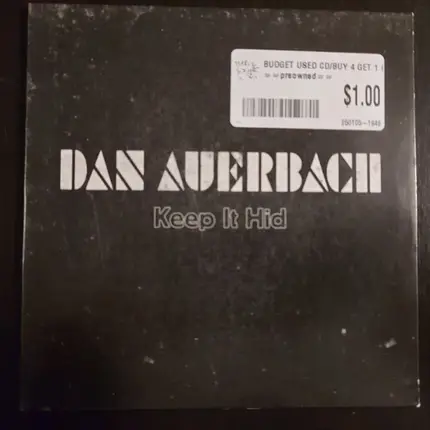 BUDGET USED CD/BUY 4 GET 1
preowned
$1.00
DAN AUERBACH
Keep It Hid